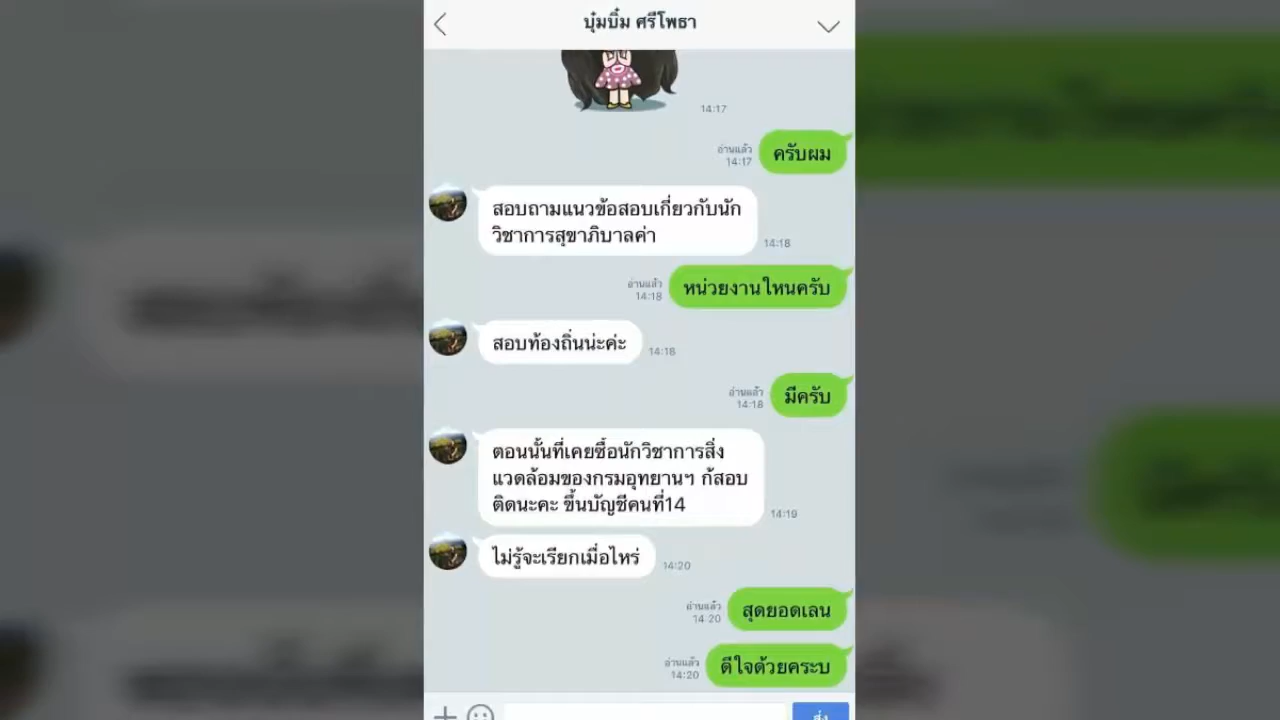 บุ๋มบิ๋ม ศรีโพธา
14:17
อ่านแล้ว
14:17
ครับผม
สอบถามแนวข้อสอบเกี่ยวกับนัก
วิชาการสุขาภิบาลค่า
14:18
อ่านแล้ว
14:18
หน่วยงานใหนครับ
สอบท้องถิ่นน่ะค่ะ
14:18
อ่านแล้ว
14:18
มีครับ
ตอนนั้นที่เคยซื้อนักวิชาการสิ่ง
แวดล้อมของกรมอุทยานฯ ก้สอบ
ติดนะคะ ขึ้นบัญชีคนที่14
14:19
ไม่รู้จะเรียกเมื่อไหร่
14:20
อ่านแล้ว
14:20
สุดยอดเลน
อ่านแล้ว
14:20
ดีใจด้วยคระบ
ส่ง